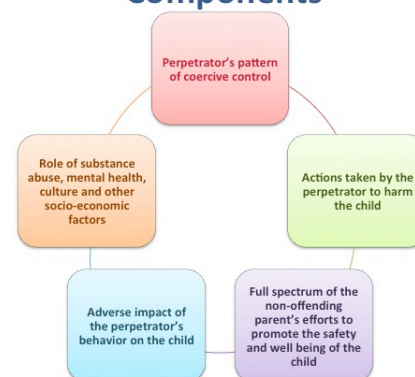 Components
Perpetrator's pattern
of coercive control
Actions taken by the
perpetrator to harm
the child
Full spectrum of the
non-offending
parent's efforts to
promote the safety
and well being of the
child
Adverse impact of
the perpetrator's
behavior on the child
Role of substance
abuse, mental health,
culture and other
socio-economic
factors